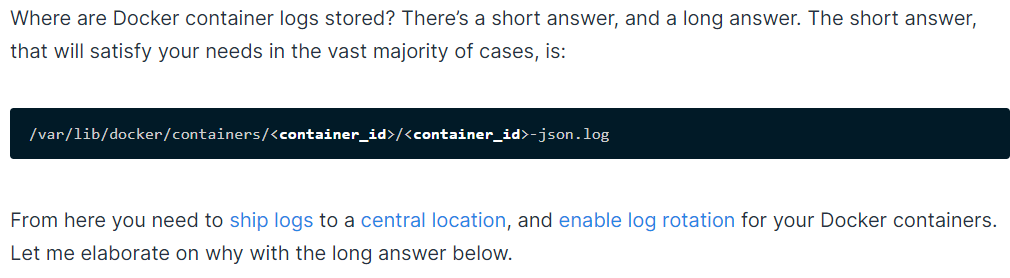 Where are Docker container logs stored? There’s a short answer, and a long answer. The short answer,
that will satisfy your needs in the vast majority of cases, is:
/var/lib/docker/containers/<container_id>/<container_id>-json.log
From here you need to ship logs to a central location, and enable log rotation for your Docker containers.
Let me elaborate on why with the long answer below.